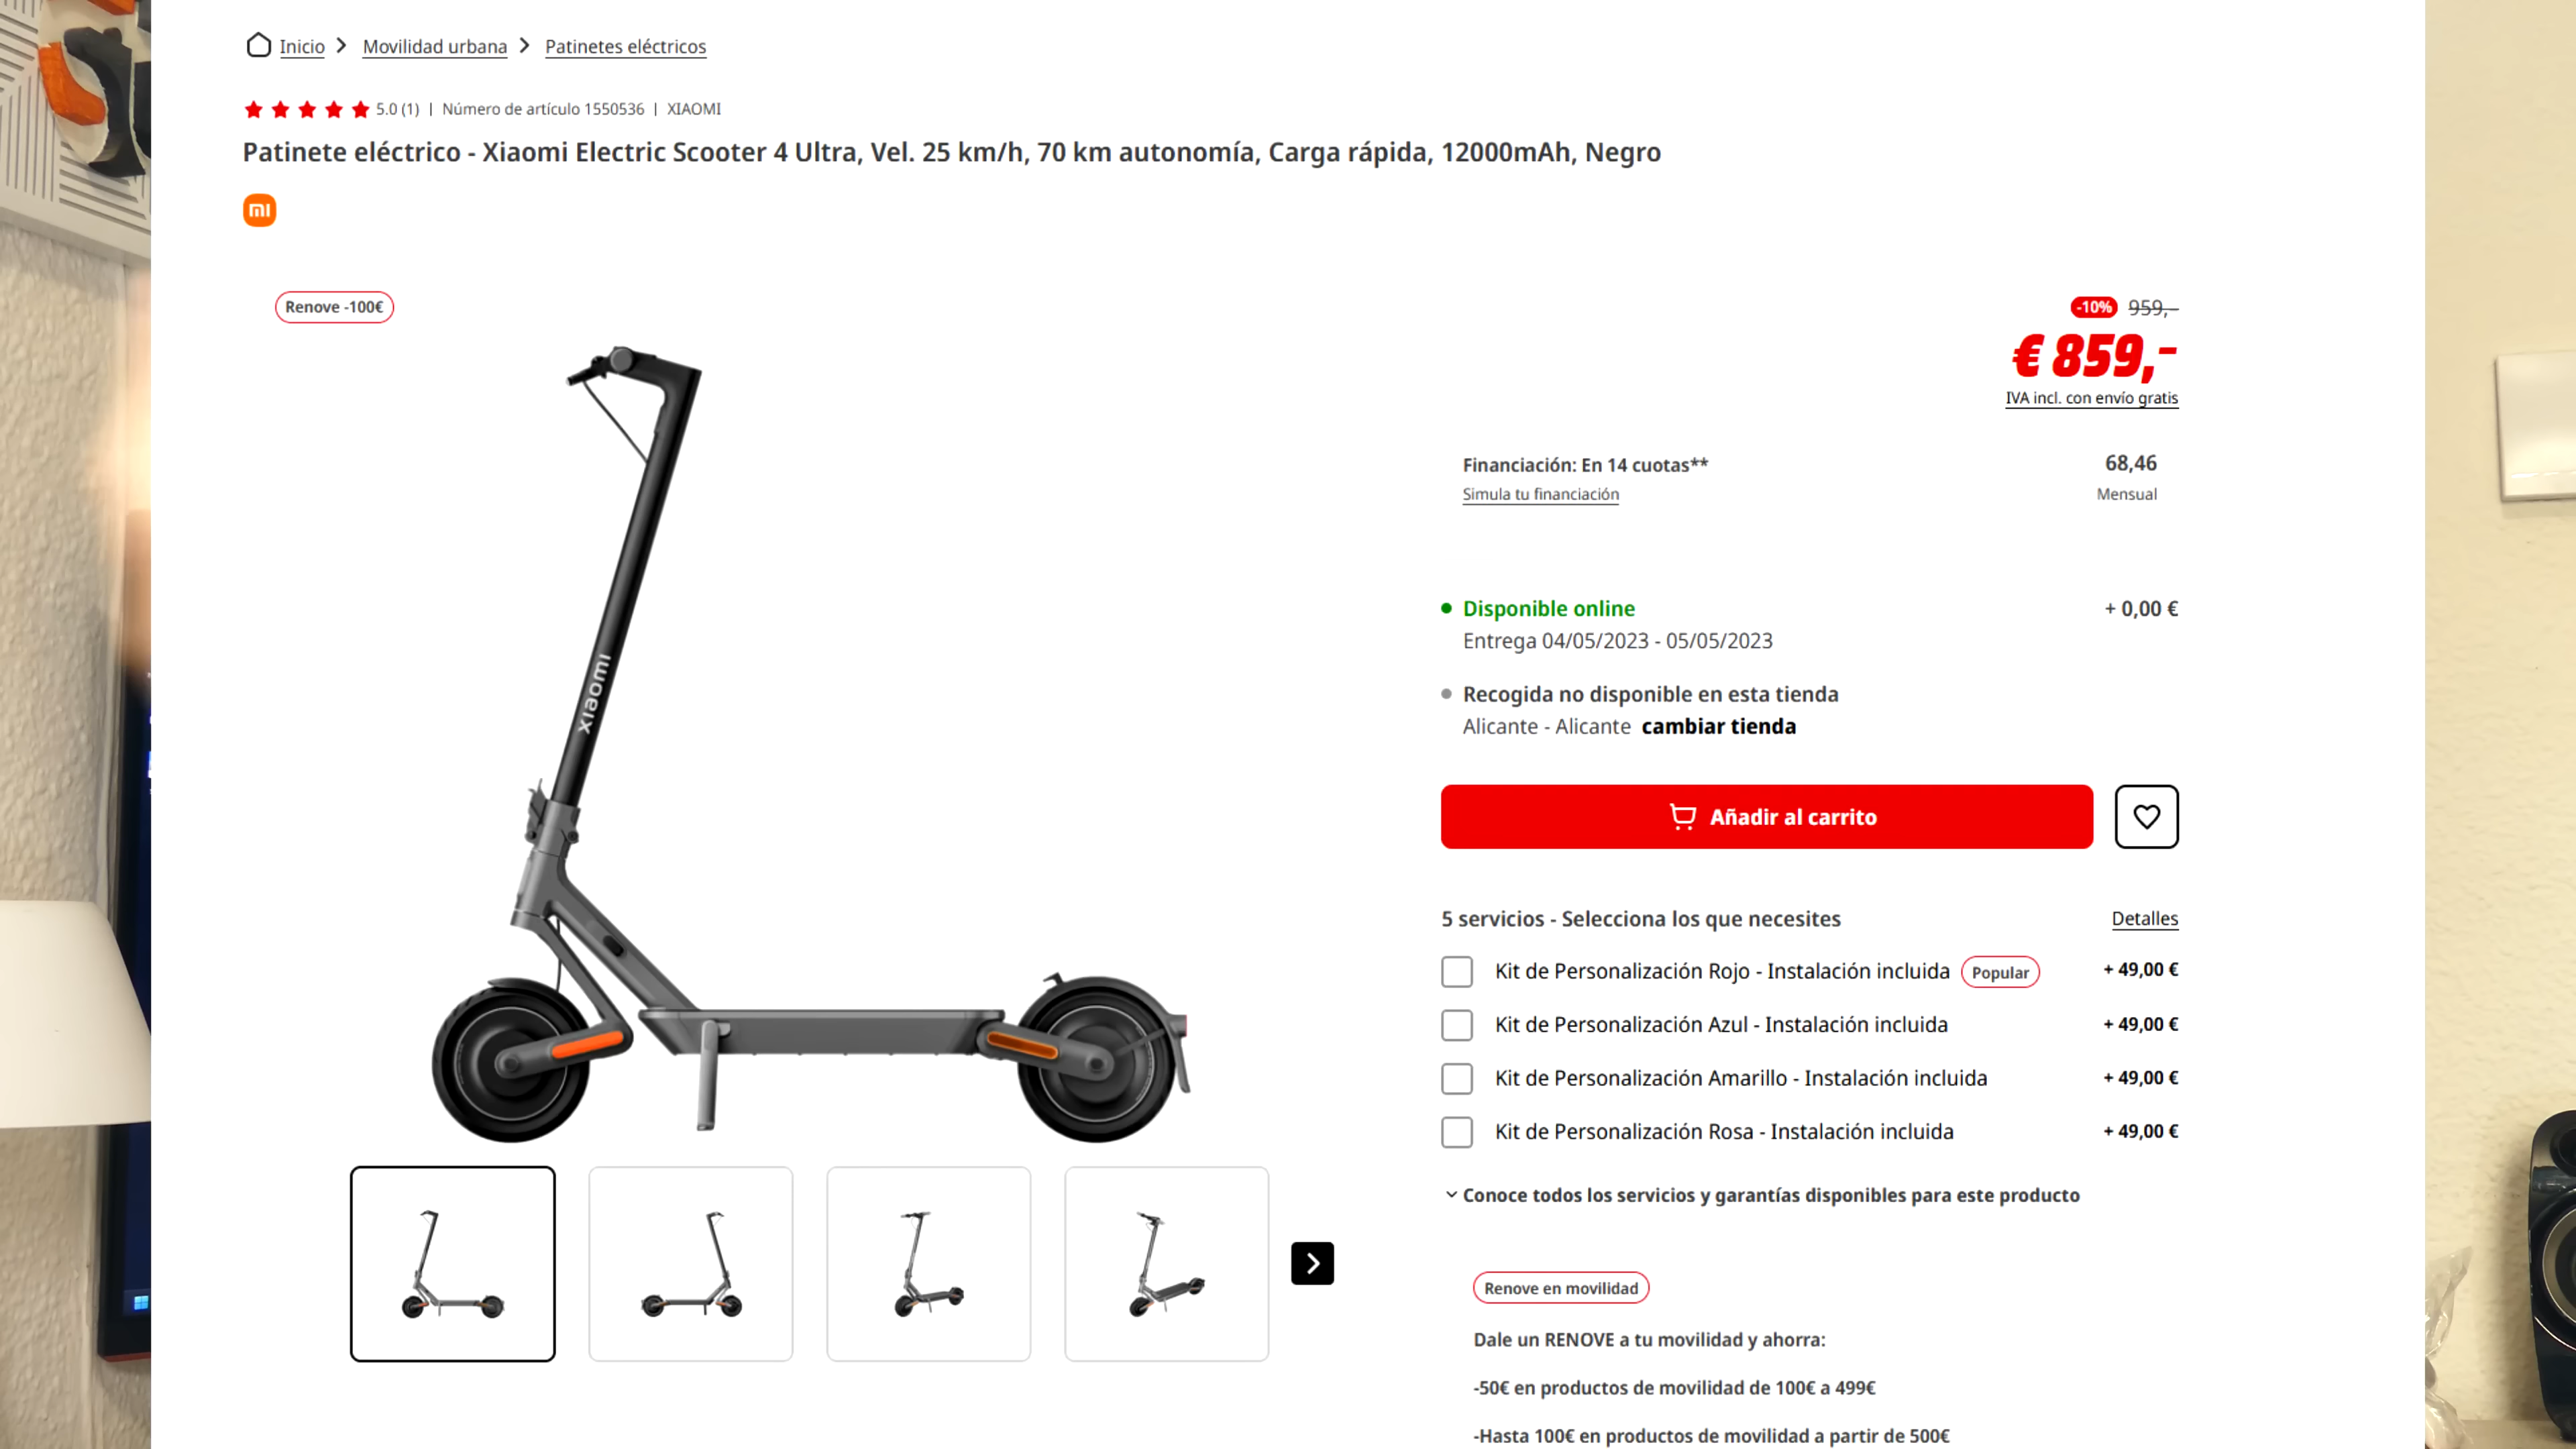 Inicio > Movilidad urbana > Patinetes eléctricos
5.0 (1) | Número de artículo 1550536 | XIAOMI
Patinete eléctrico - Xiaomi Electric Scooter 4 Ultra, Vel. 25 km/h, 70 km autonomía, Carga rápida, 12000mAh, Negro
mi
Renove -100€
xiaomi
-10% 959,-
€ 859,-
IVA incl. con envío gratis
Financiación: En 14 cuotas** 68,46
Simula tu financiación Mensual
Disponible online + 0,00 €
Entrega 04/05/2023 - 05/05/2023
Recogida no disponible en esta tienda
Alicante - Alicante cambiar tienda
Añadir al carrito
5 servicios - Selecciona los que necesites Detalles
Kit de Personalización Rojo - Instalación incluida Popular + 49,00 €
Kit de Personalización Azul - Instalación incluida + 49,00 €
Kit de Personalización Amarillo - Instalación incluida + 49,00 €
Kit de Personalización Rosa - Instalación incluida + 49,00 €
Conoce todos los servicios y garantías disponibles para este producto
Renove en movilidad
Dale un RENOVE a tu movilidad y ahorra:
-50€ en productos de movilidad de 100€ a 499€
-Hasta 100€ en productos de movilidad a partir de 500€